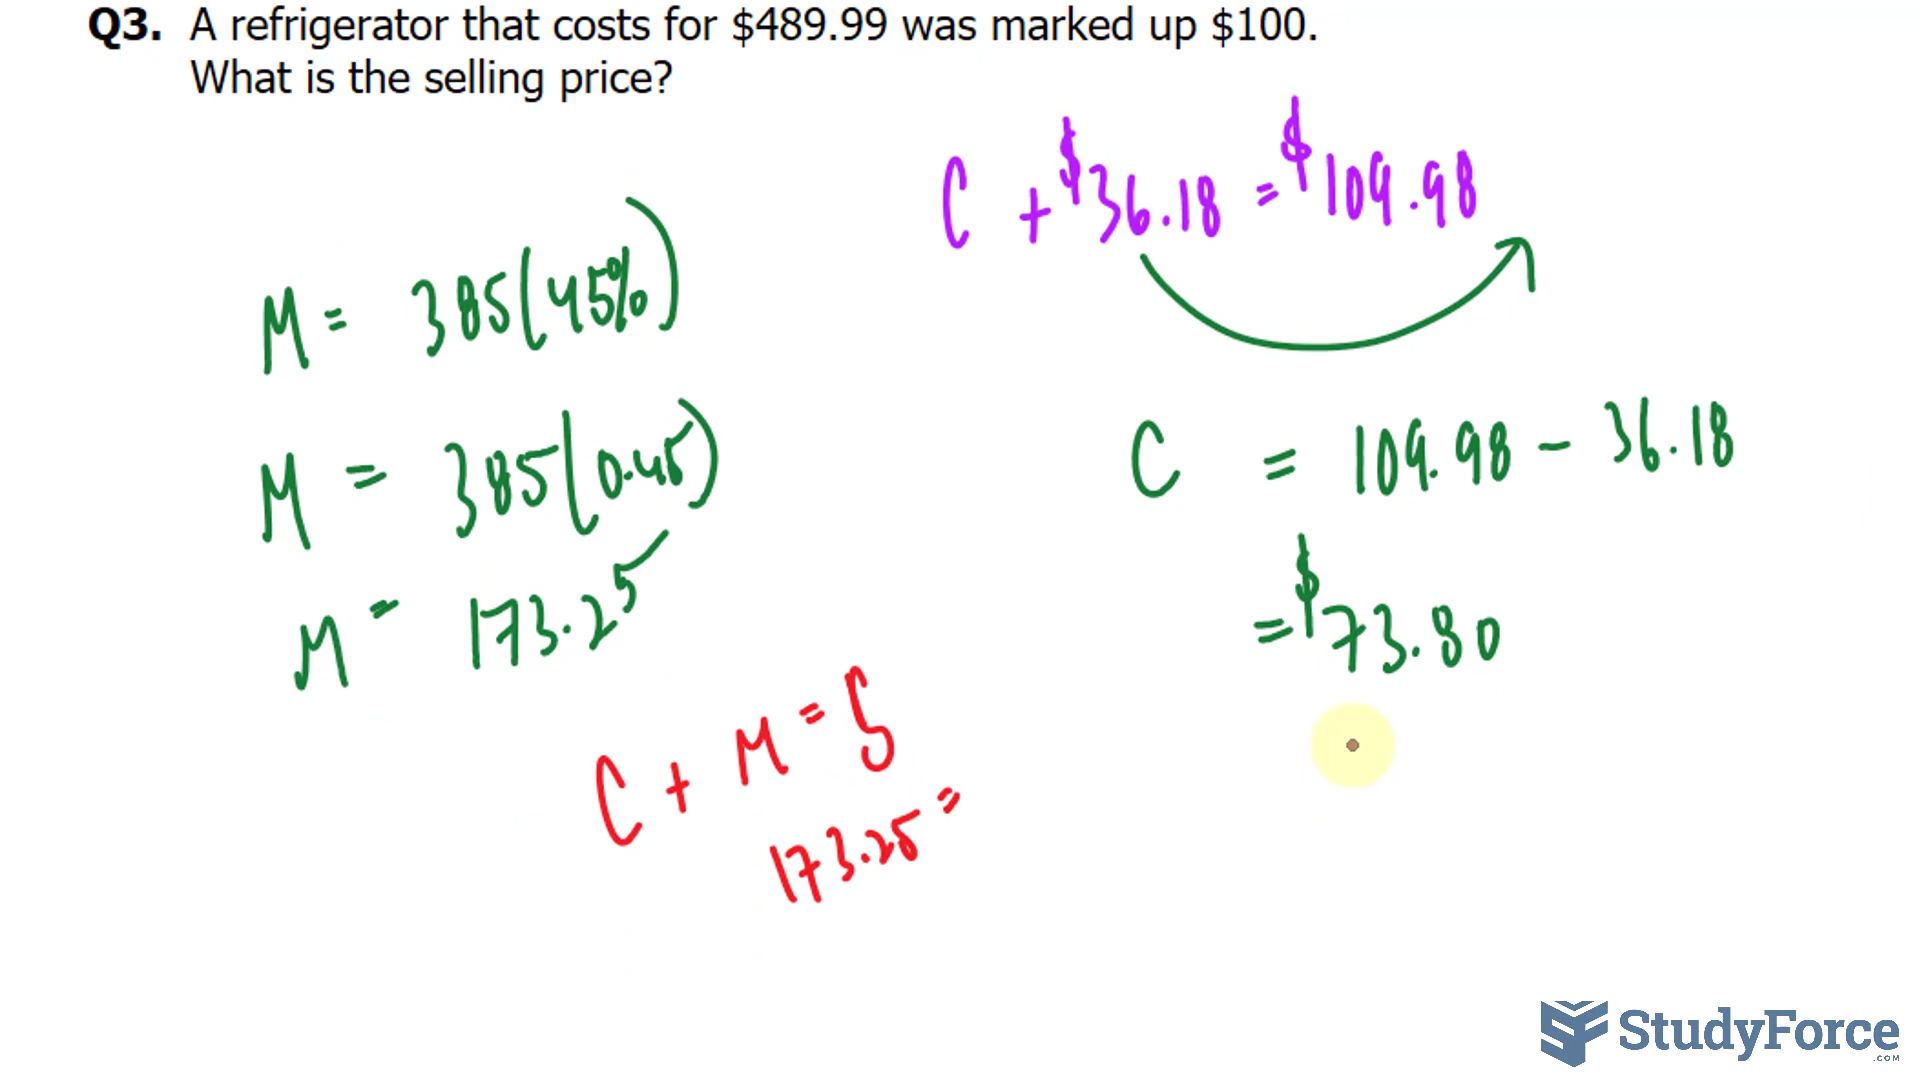 Q3. A refrigerator that costs for $489.99 was marked up $100.
What is the selling price?
C + $36.18 = $109.98
M = 385(45%)
M = 385(0.45)
M = 173.25
C = 109.98 - 36.18
= $73.80
C + M = S
173.25 =
StudyForce
.COM